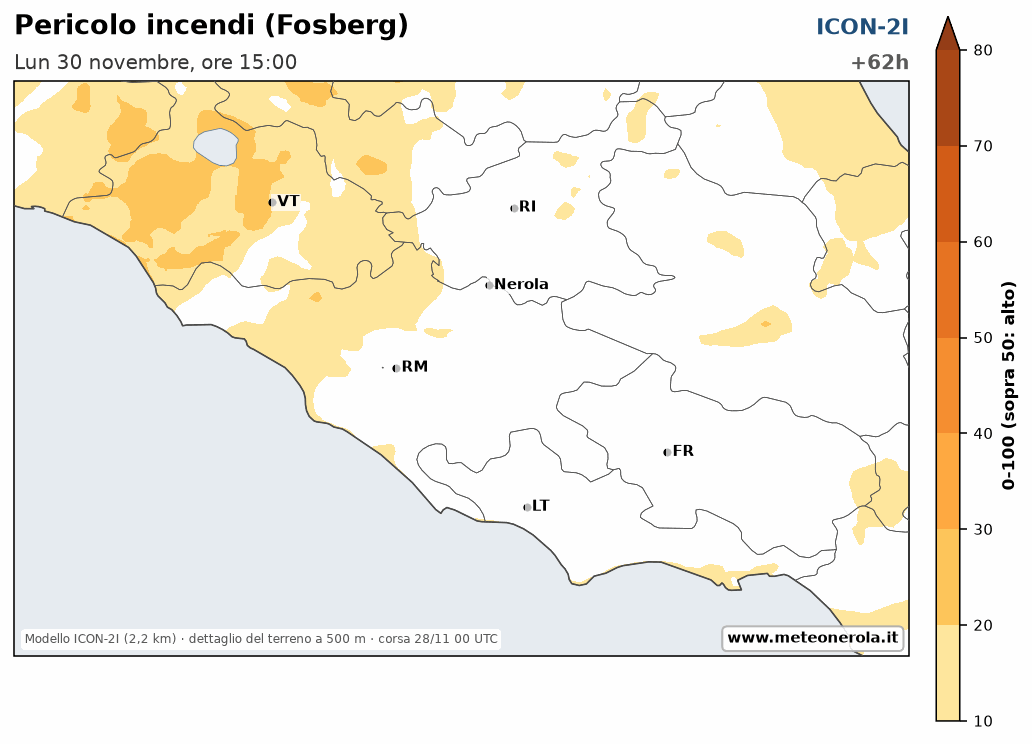 Pericolo incendi (Fosberg)
ICON-2I
Lun 30 novembre, ore 15:00
+62h
VT
RI
Nerola
RM
FR
LT
Modello ICON-2I (2,2 km) · dettaglio del terreno a 500 m · corsa 28/11 00 UTC
www.meteonerola.it
80
70
60
50
40
30
20
10
0-100 (sopra 50: alto)